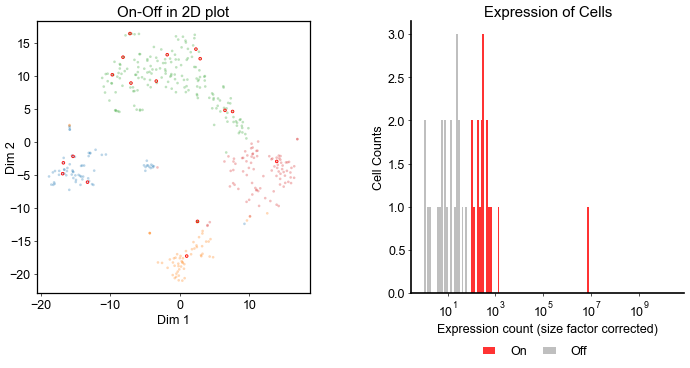 On-Off in 2D plot
15
10
5
0
−5
−10
−15
−20
Dim 2
−20 −10 0 10
Dim 1
Expression of Cells
3.0
2.5
2.0
1.5
1.0
0.5
0.0
Cell Counts
10^1 10^3 10^5 10^7 10^9
Expression count (size factor corrected)
On Off